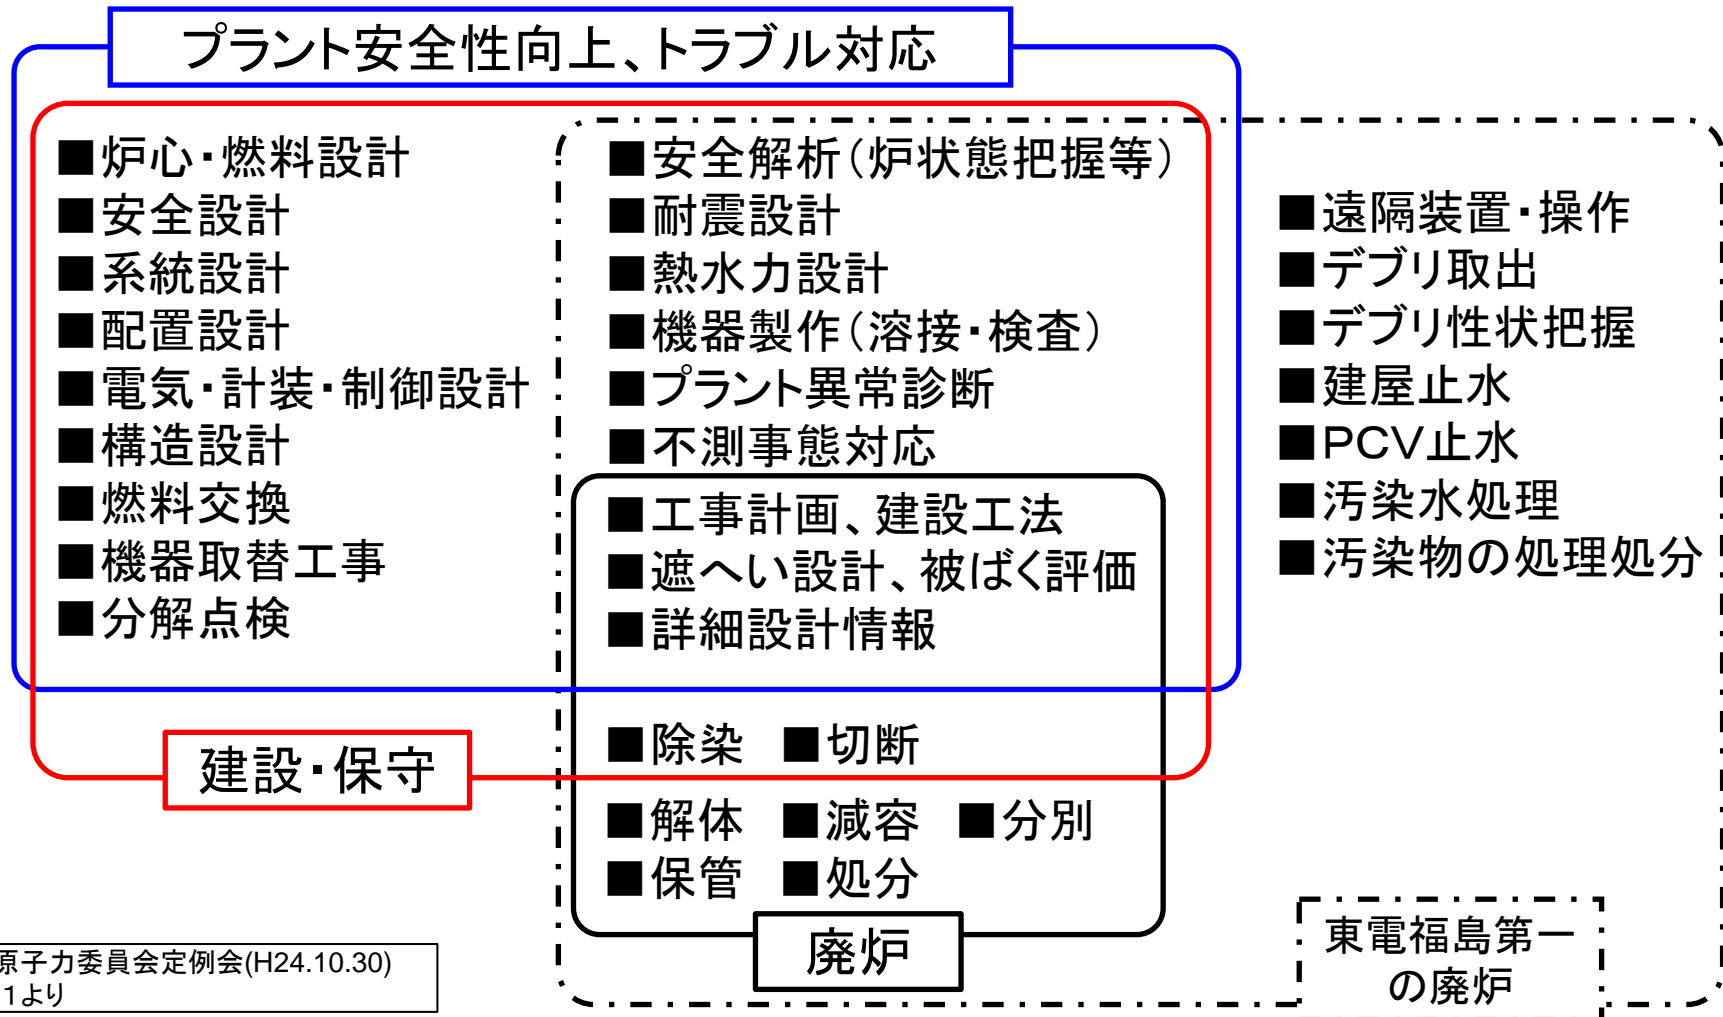 プラント安全性向上、トラブル対応
■炉心・燃料設計
■安全設計
■系統設計
■配置設計
■電気・計装・制御設計
■構造設計
■燃料交換
■機器取替工事
■分解点検
■安全解析(炉状態把握等)
■耐震設計
■熱水力設計
■機器製作(溶接・検査)
■プラント異常診断
■不測事態対応
■工事計画、建設工法
■遮へい設計、被ばく評価
■詳細設計情報
■除染 ■切断
■解体 ■減容 ■分別
■保管 ■処分
■遠隔装置・操作
■デブリ取出
■デブリ性状把握
■建屋止水
■PCV止水
■汚染水処理
■汚染物の処理処分
建設・保守
廃炉
東電福島第一
の廃炉
原子力委員会定例会(H24.10.30)
1より